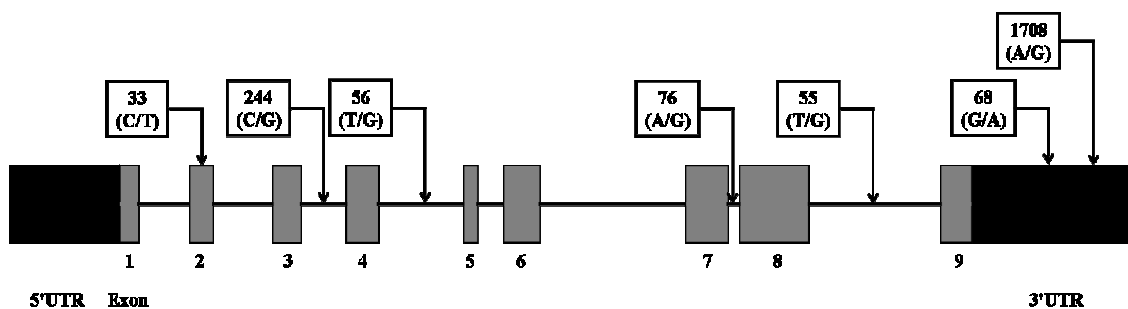 1708
(A/G)
33
(C/T)
244
(C/G)
56
(T/G)
76
(A/G)
55
(T/G)
68
(G/A)
1 2 3 4 5 6 7 8 9
5'UTR Exon 3'UTR